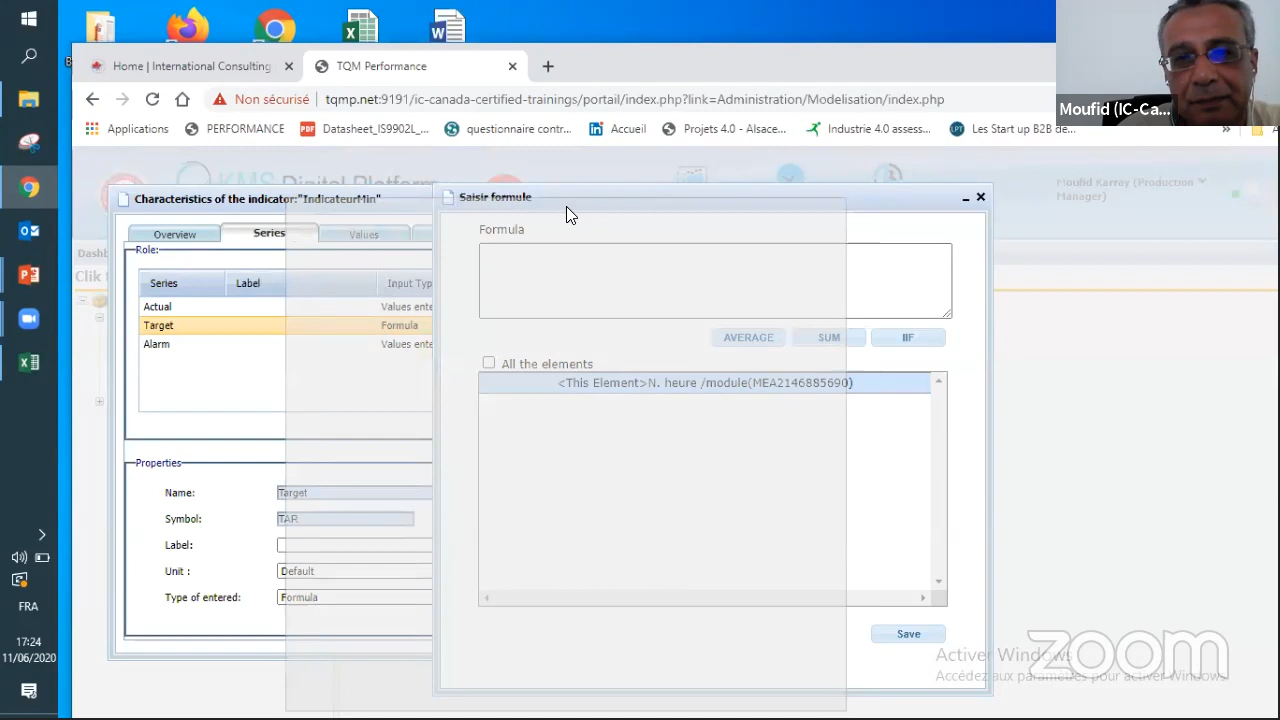 Home | International Consulting
TQM Performance
Non sécurisé
tqmp.net:9191/ic-canada-certified-trainings/portail/index.php?link=Administration/Modelisation/index.php
Moufid (IC-Ca...
Applications
PERFORMANCE
Datasheet_IS9902L_...
questionnaire contr...
Accueil
Projets 4.0 - Alsace...
Industrie 4.0 assess...
Les Start up B2B de...
»
KMS Digital Platform
Moufid Karray (Production Manager)
Characteristics of the indicator:"IndicateurMin"
Saisir formule
Overview
Series
Values
Formula
Dashb
Role:
Clik t
Series
Label
Input Typ
Actual
Values ente
Target
Formula
Alarm
Values ente
AVERAGE
SUM
IIF
All the elements
<This Element>N. heure /module(MEA2146885690)
Properties
Name:
Target
Symbol:
TAR
Label:
Unit :
Default
Type of entered:
Formula
Save
FRA
17:24
11/06/2020
zoom
Activer Windows
Accédez aux paramètres pour activer Windows.